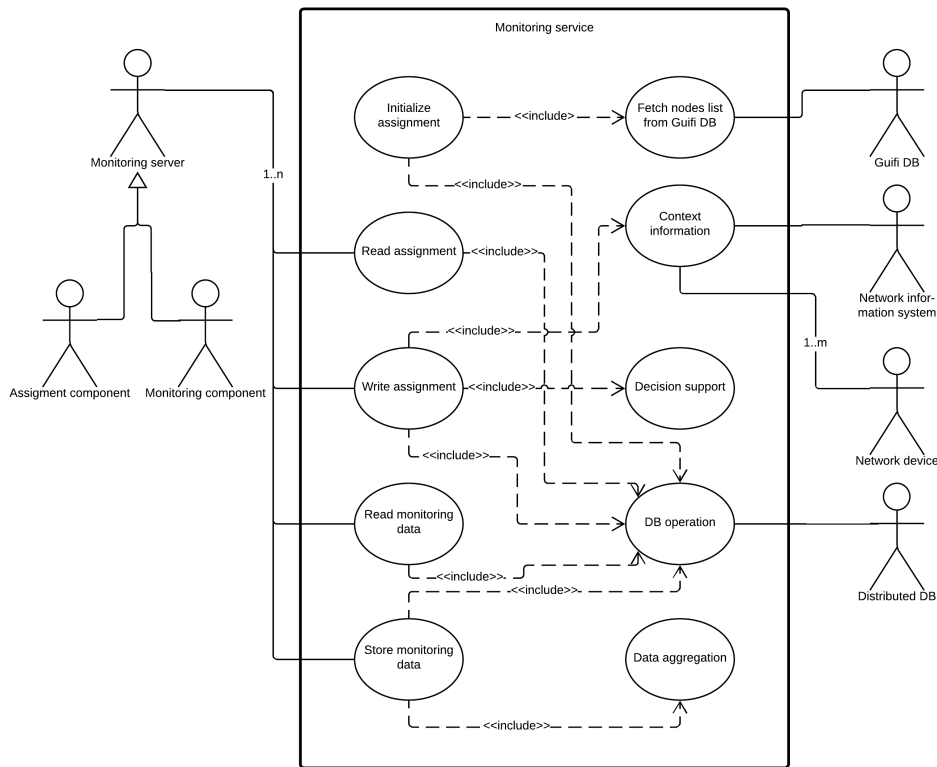 Monitoring service
Initialize
assignment
<<include>
Fetch nodes list
from Guifi DB
Monitoring server
Guifi DB
1..n
<<include>>
Context
information
Read assignment
<<include>>
Network infor-
mation system
<<include>>
1..m
Assigment component
Monitoring component
Write assignment
<<include>>
Decision support
<<include>>
Network device
Read monitoring
data
DB operation
<<include>>
<<include>>
Distributed DB
Store monitoring
data
Data aggregation
<<include>>